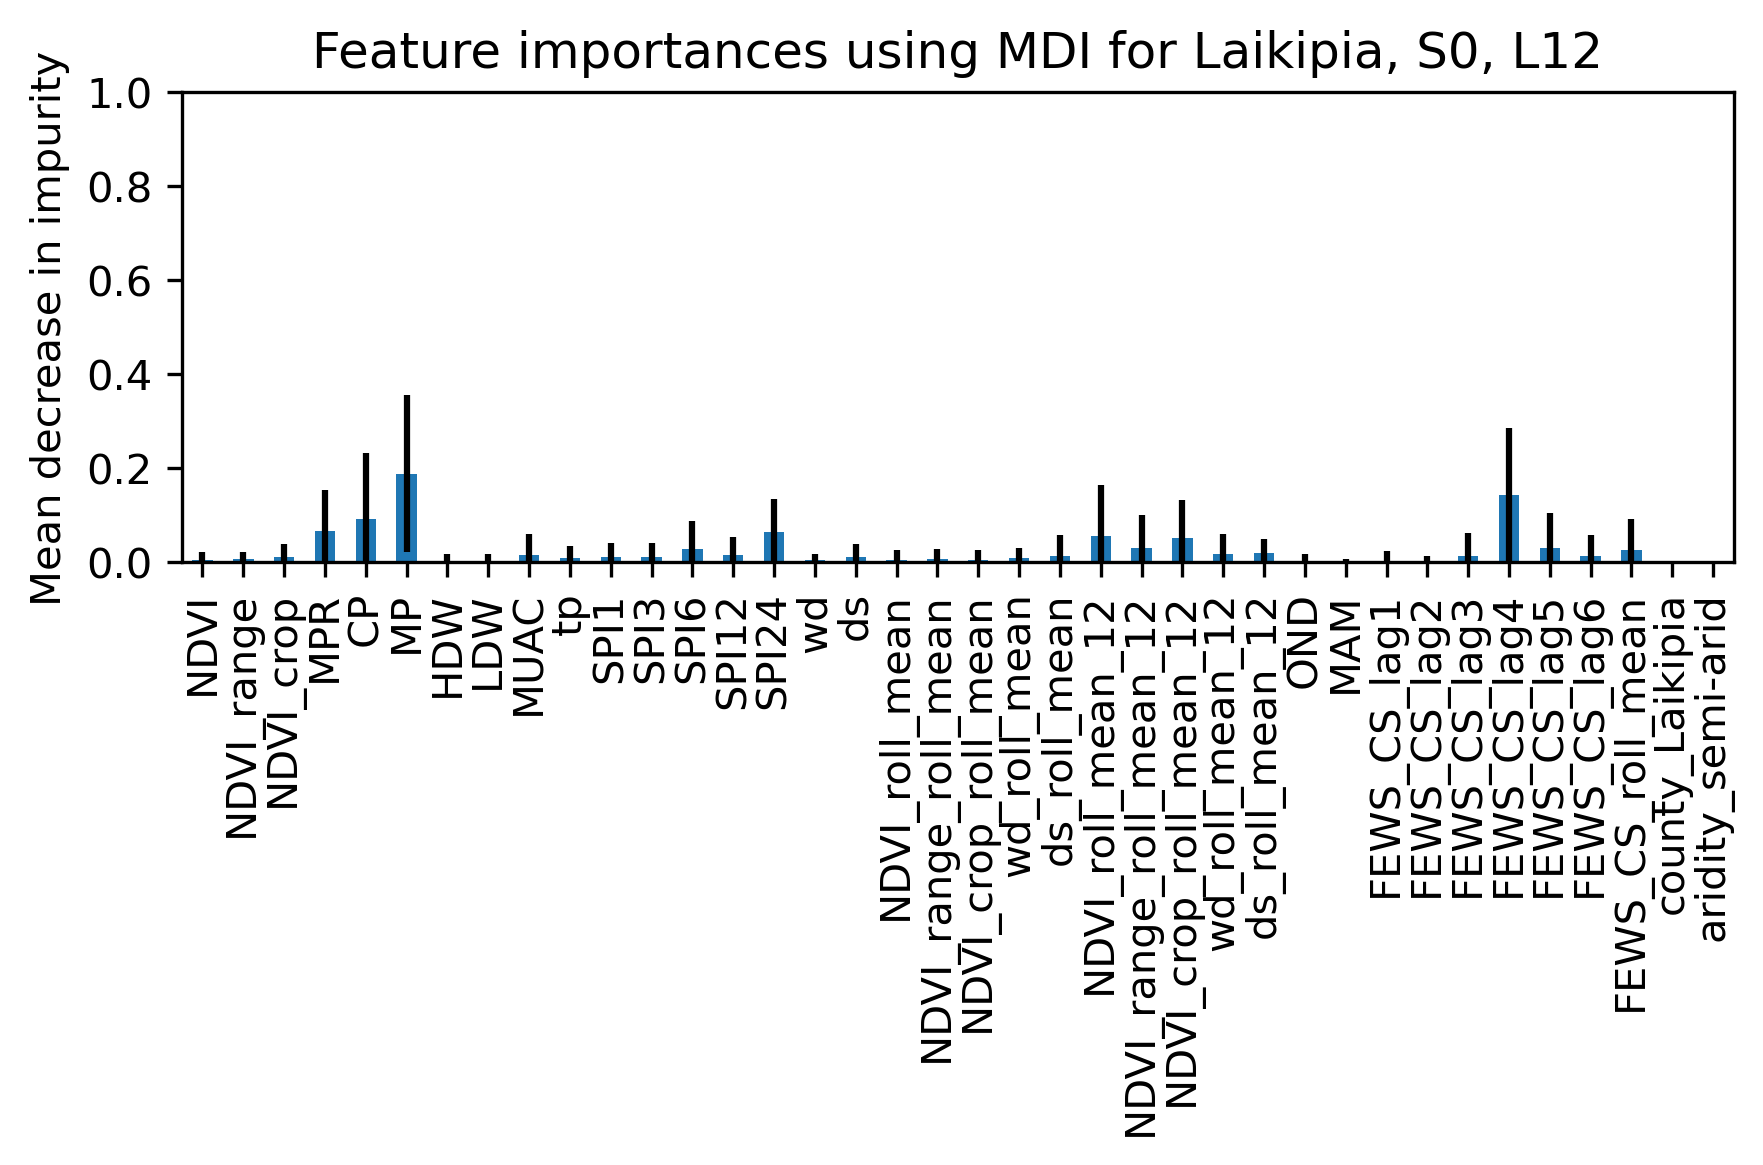 Feature importances using MDI for Laikipia, S0, L12
Mean decrease in impurity
1.0
0.8
0.6
0.4
0.2
0.0
NDVI
NDVI_range
NDVI_crop
MPR
CP
MP
HDW
LDW
MUAC
tp
SPI1
SPI3
SPI6
SPI12
SPI24
wd
ds
NDVI_roll_mean
NDVI_range_roll_mean
NDVI_crop_roll_mean
wd_roll_mean
ds_roll_mean
NDVI_roll_mean_12
NDVI_range_roll_mean_12
NDVI_crop_roll_mean_12
wd_roll_mean_12
ds_roll_mean_12
OND
MAM
FEWS_CS_lag1
FEWS_CS_lag2
FEWS_CS_lag3
FEWS_CS_lag4
FEWS_CS_lag5
FEWS_CS_lag6
FEWS_CS_roll_mean
county_Laikipia
aridity_semi-arid